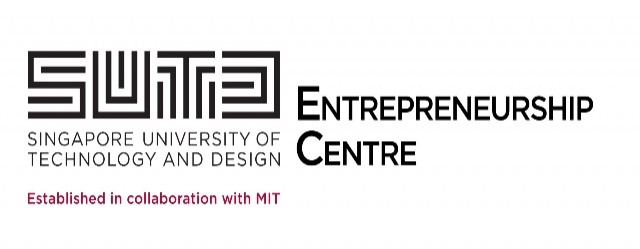 SUTD
SINGAPORE UNIVERSITY OF
TECHNOLOGY AND DESIGN
Established in collaboration with MIT
ENTREPRENEURSHIP
CENTRE